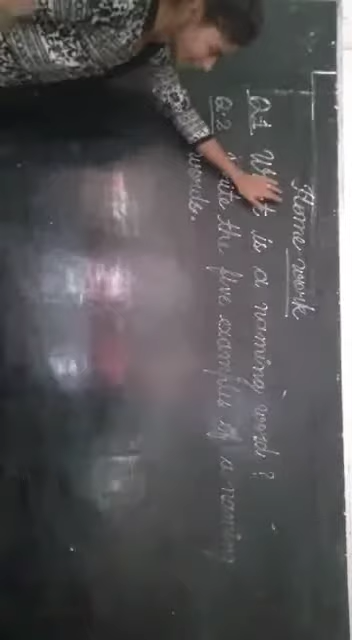 Home work
Q.1 What is a naming word?
Q.2 Write the five examples of a naming
words.